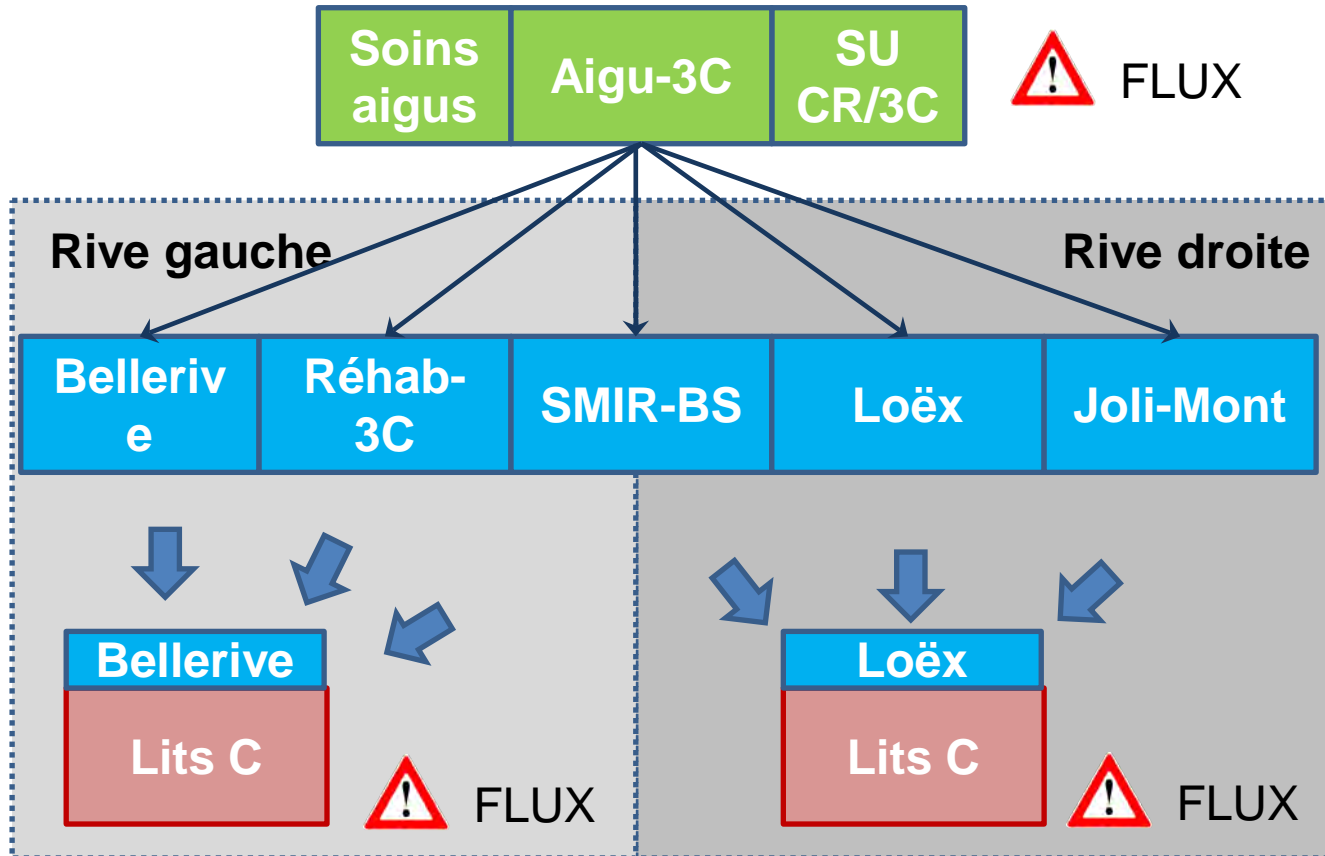 Soins
aigus
Aigu-3C
SU
CR/3C
FLUX
Rive gauche
Rive droite
Belleriv
e
Réhab-
3C
SMIR-BS
Loëx
Joli-Mont
Bellerive
Lits C
FLUX
Loëx
Lits C
FLUX